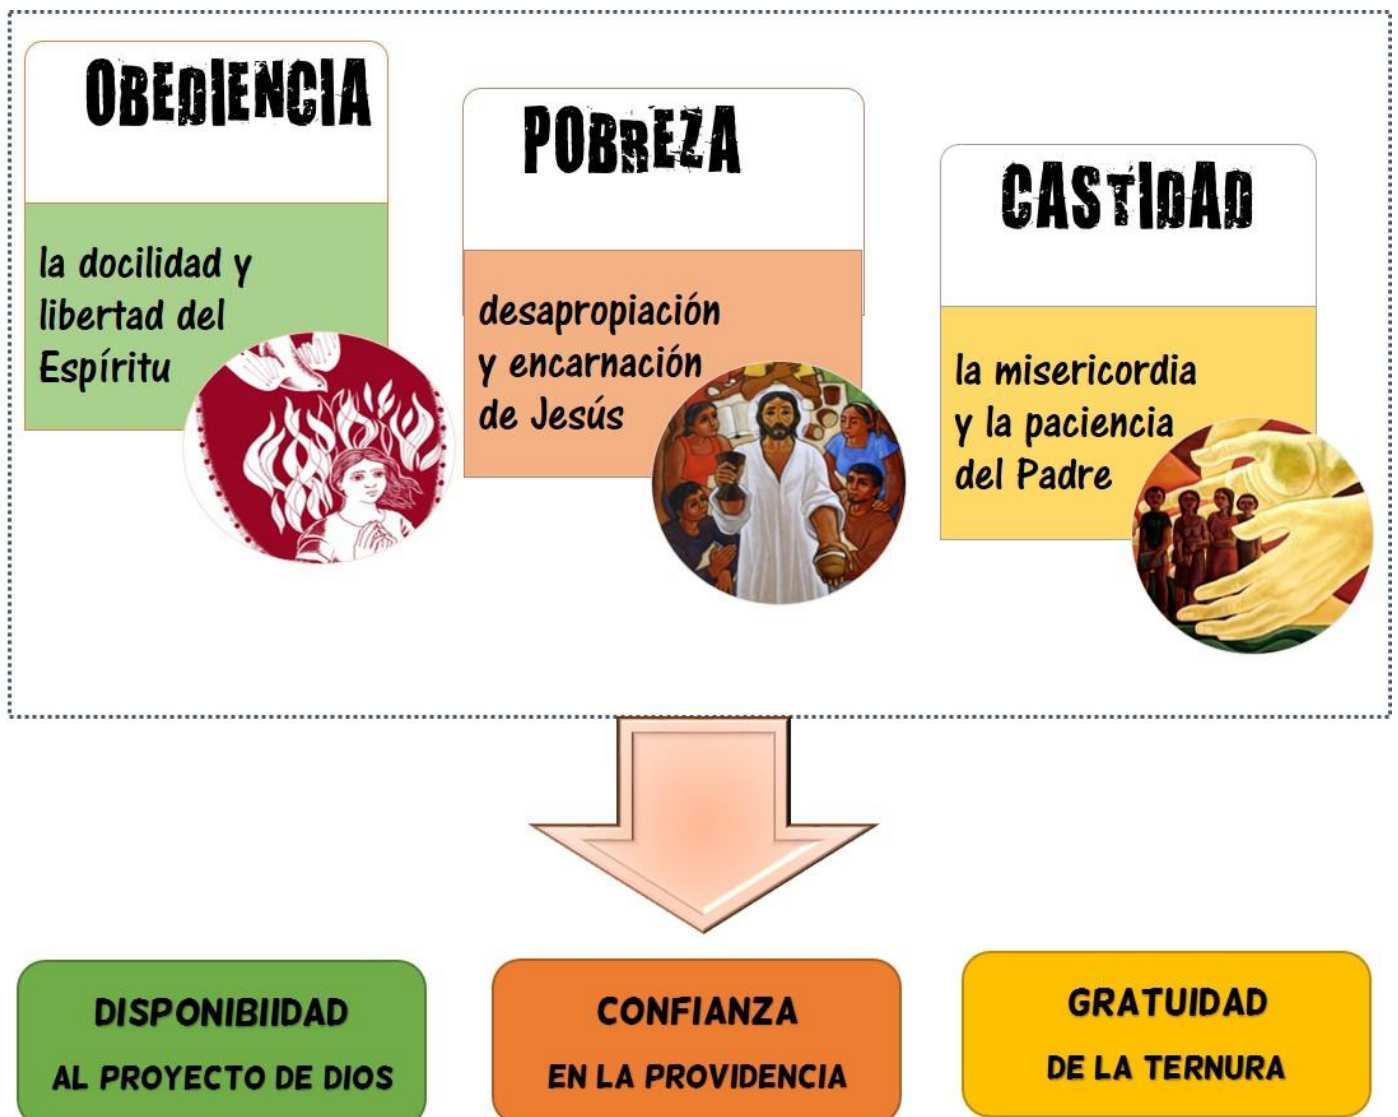 OBEDIENCIA
la docilidad y
libertad del
Espíritu
POBREZA
desapropiación
y encarnación
de Jesús
CASTIDAD
la misericordia
y la paciencia
del Padre
DISPONIBIIDAD
AL PROYECTO DE DIOS
CONFIANZA
EN LA PROVIDENCIA
GRATUIDAD
DE LA TERNURA